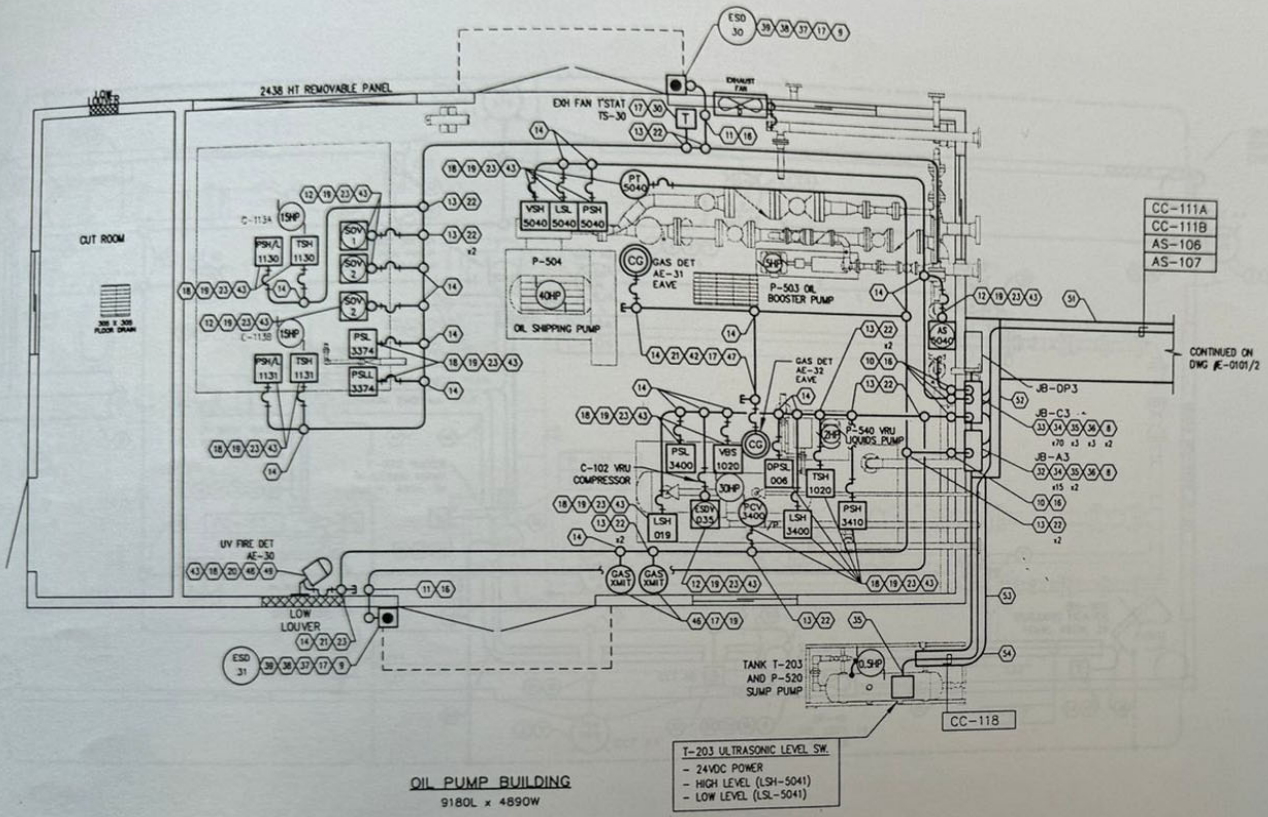 ESD
30
39 38 37 17 9
LOW
LOUVER
2438 HT REMOVABLE PANEL
EXH FAN T'STAT
TS-30
17 30
T
EXHAUST
FAN
14
13 22
11 16
18 19 23 43
PT
5040
12 19 23 43
C-113A
15HP
PSH/L
1130
TSH
1130
SOV
1
SOV
2
SOV
2
13 22
13 22
x2
VSH
5040
LSL
5040
PSH
5040
CUT ROOM
305 X 305
FLOOR DRAIN
P-504
40HP
OIL SHIPPING PUMP
CG
GAS DET
AE-31
EAVE
5HP
P-503 OIL
BOOSTER PUMP
14
CC-111A
CC-111B
AS-106
AS-107
18 19 23 43
14
14
12 19 23 43
AS
5040
51
12 19 23 43
C-113B
15HP
PSL
3374
14
18 19 23 43
14
13 22
x2
CONTINUED ON
DWG #E-0101/2
PSH/L
1131
TSH
1131
PSLL
3374
14
14 21 42 17 47
GAS DET
AE-32
EAVE
10 16
13 22
JB-DP3
52
14
14
18 19 23 43
JB-C3
33 34 35 36 8
x70 x3 x3 x2
18 19 23 43
14
PSL
3400
VBS
1020
CG
2HP
P-540 VRU
LIQUIDS PUMP
JB-A3
32 34 35 36 8
x15 x2
C-102 VRU
COMPRESSOR
30HP
DPSL
006
TSH
1020
10 16
18 19 23 43
13 22
x2
14
x2
LSH
019
ESDV
035
PCV
3400
I/P
LSH
3400
PSH
3410
13 22
x2
UV FIRE DET
AE-30
43 18 20 48 49
11 16
GAS
XMIT
GAS
XMIT
12 19 23 43
18 19 23 43
LOW
LOUVER
14 21 23
46 17 19
13 22
35
53
ESD
31
39 38 37 17 9
TANK T-203
AND P-520
SUMP PUMP
0.5HP
54
CC-118
T-203 ULTRASONIC LEVEL SW.
- 24VDC POWER
- HIGH LEVEL (LSH-5041)
- LOW LEVEL (LSL-5041)
OIL PUMP BUILDING
9180L x 4890W